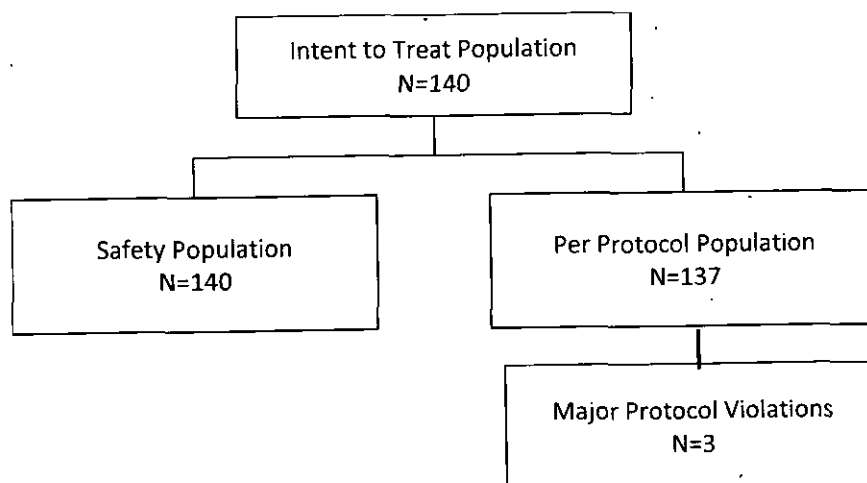 Intent to Treat Population
N=140
Safety Population
N=140
Per Protocol Population
N=137
Major Protocol Violations
N=3